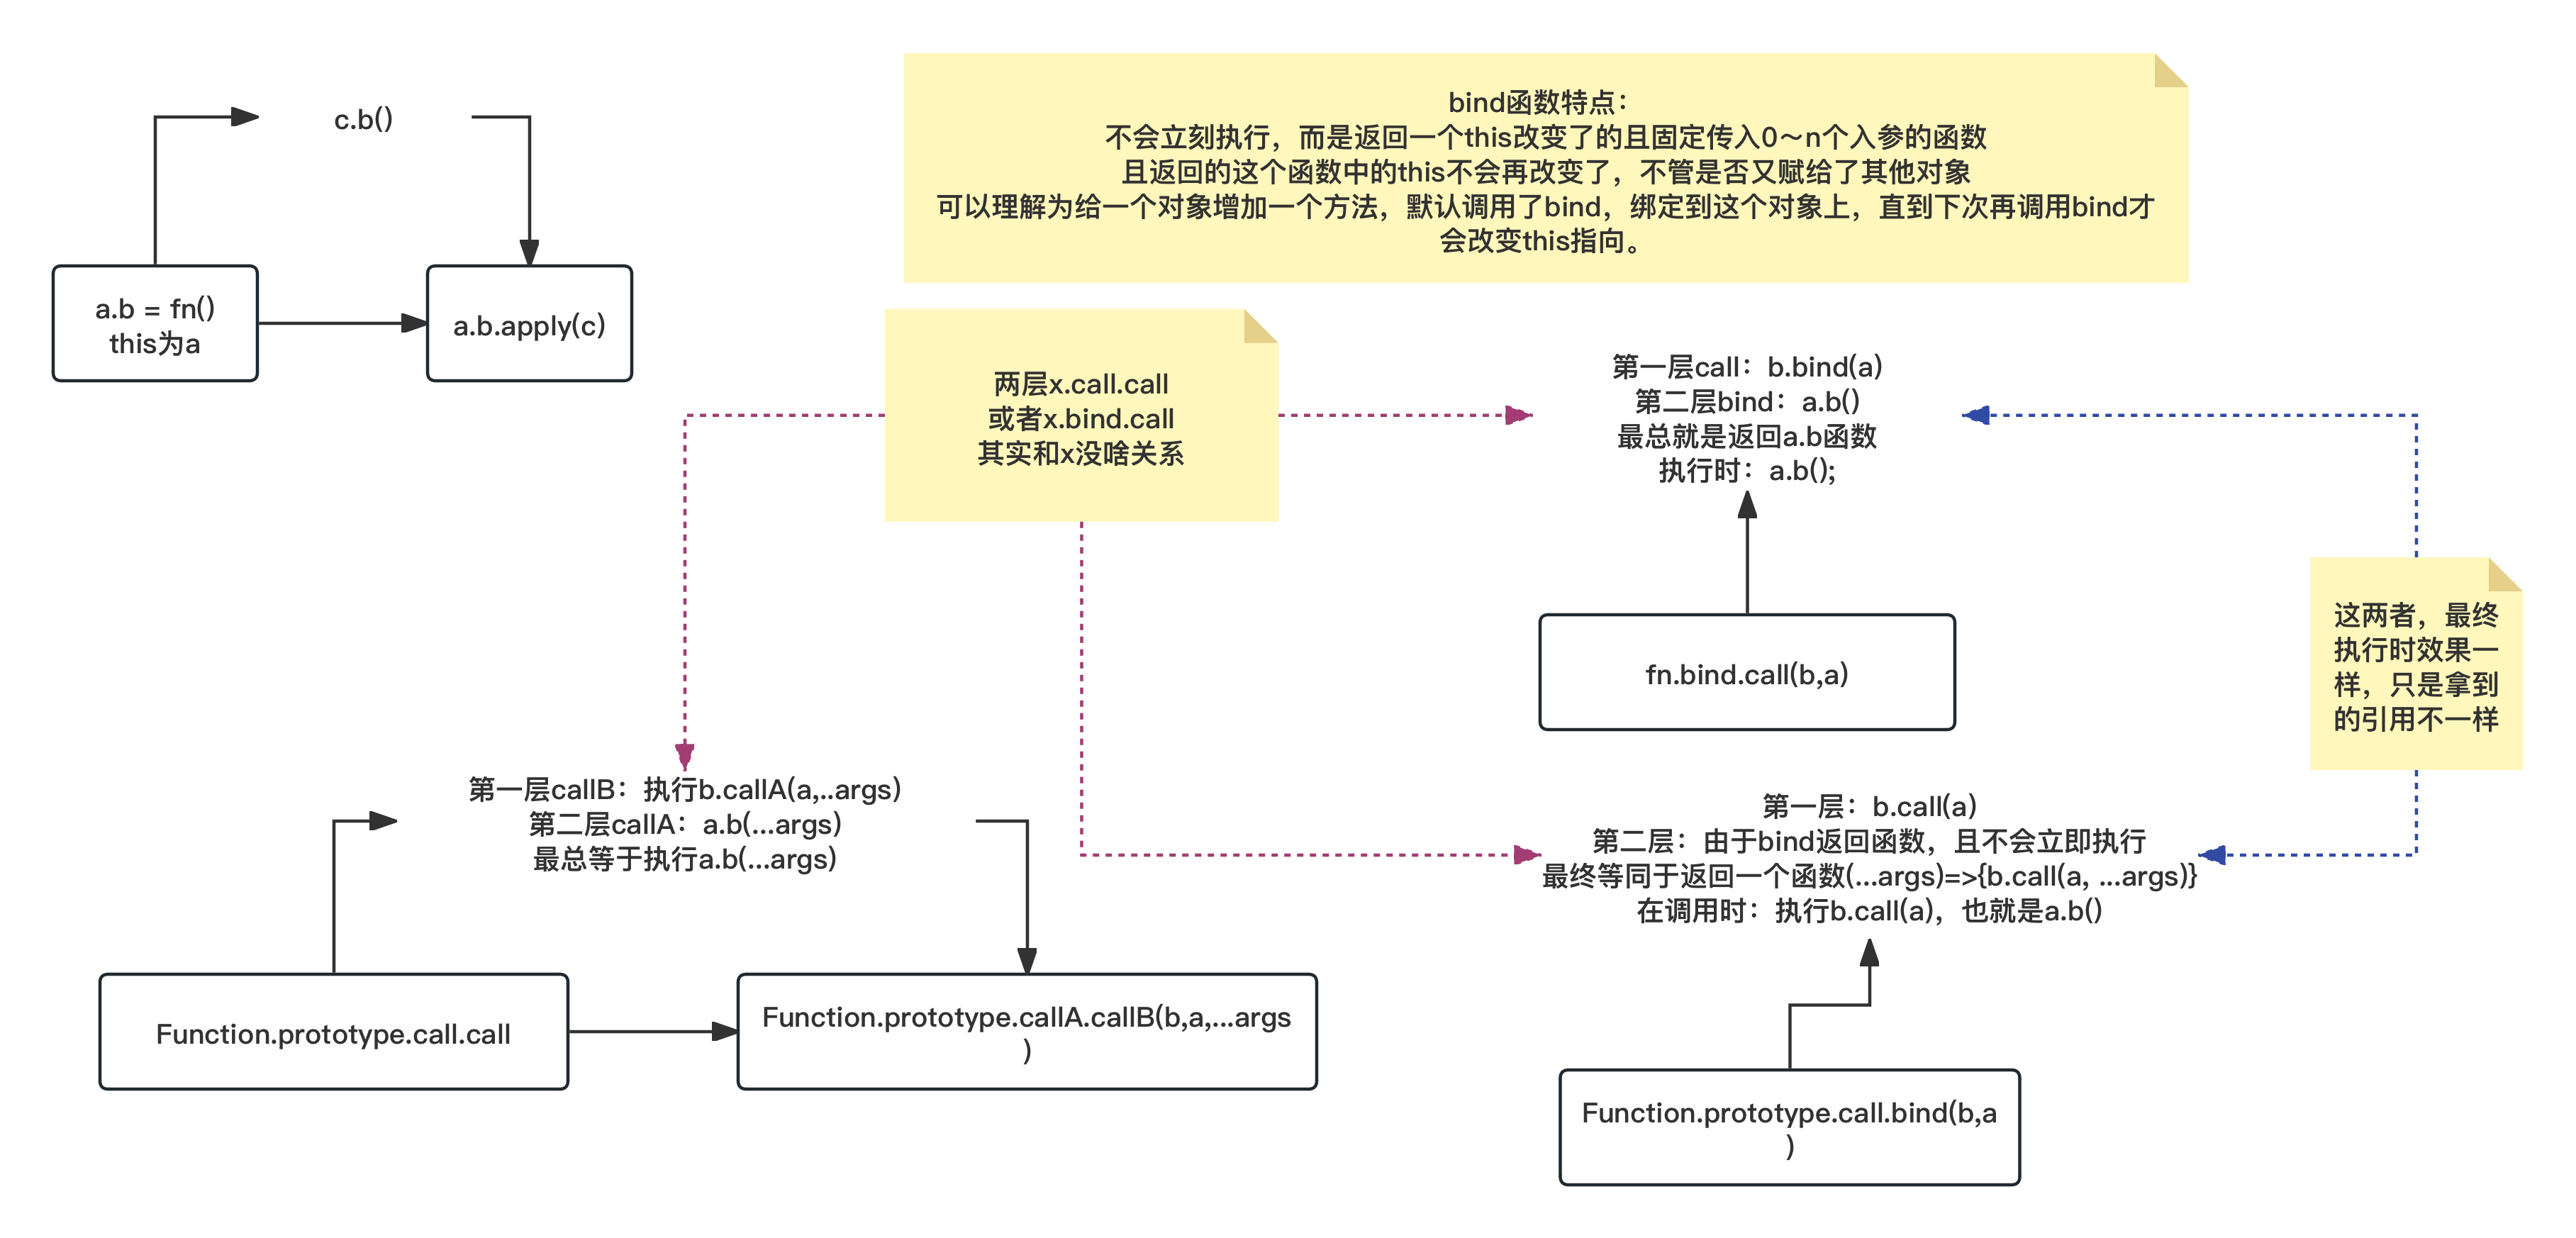 c.b()
a.b = fn()
this为a
a.b.apply(c)
bind函数特点：
不会立刻执行，而是返回一个this改变了的且固定传入0～n个入参的函数
且返回的这个函数中的this不会再改变了，不管是否又赋给了其他对象
可以理解为给一个对象增加一个方法，默认调用了bind，绑定到这个对象上，直到下次再调用bind才
会改变this指向。
两层x.call.call
或者x.bind.call
其实和x没啥关系
第一层call：b.bind(a)
第二层bind：a.b()
最总就是返回a.b函数
执行时：a.b();
fn.bind.call(b,a)
这两者，最终
执行时效果一
样，只是拿到
的引用不一样
第一层callB：执行b.callA(a,..args)
第二层callA：a.b(...args)
最总等于执行a.b(...args)
Function.prototype.call.call
Function.prototype.callA.callB(b,a,...args
)
第一层：b.call(a)
第二层：由于bind返回函数，且不会立即执行
最终等同于返回一个函数(...args)=>{b.call(a, ...args)}
在调用时：执行b.call(a)，也就是a.b()
Function.prototype.call.bind(b,a
)